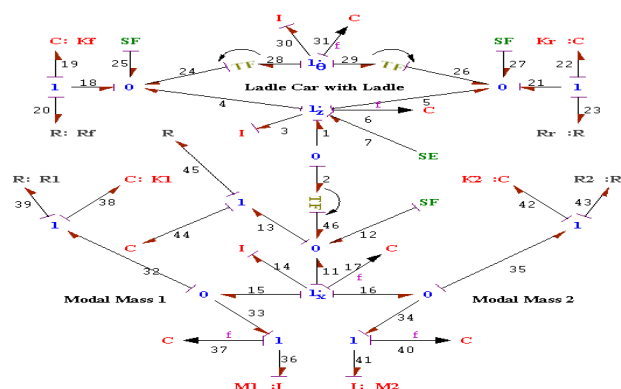 I C
30 31
f
C: Kf SF 1:θ SF Kr :C
19 25 TF 28 29 TF 27 22
24 26
18 21
1 0 0 1
20 Ladle Car with Ladle 23
4 5
1:z f C
R: Rf I 3 6 Rr :R
1 7
R
0 SE
45 2
R: R1 C: K1 K2 :C R2 :R
39 38 TF 42 43
1 SF
46
1 13 12 1
44 0
C I 14 17 C
32 11 f 35
15 1:x 16
Modal Mass 1 0 0 Modal Mass 2
33 34
C f 1 1 f C
37 40
36 41
M1 :I I: M2